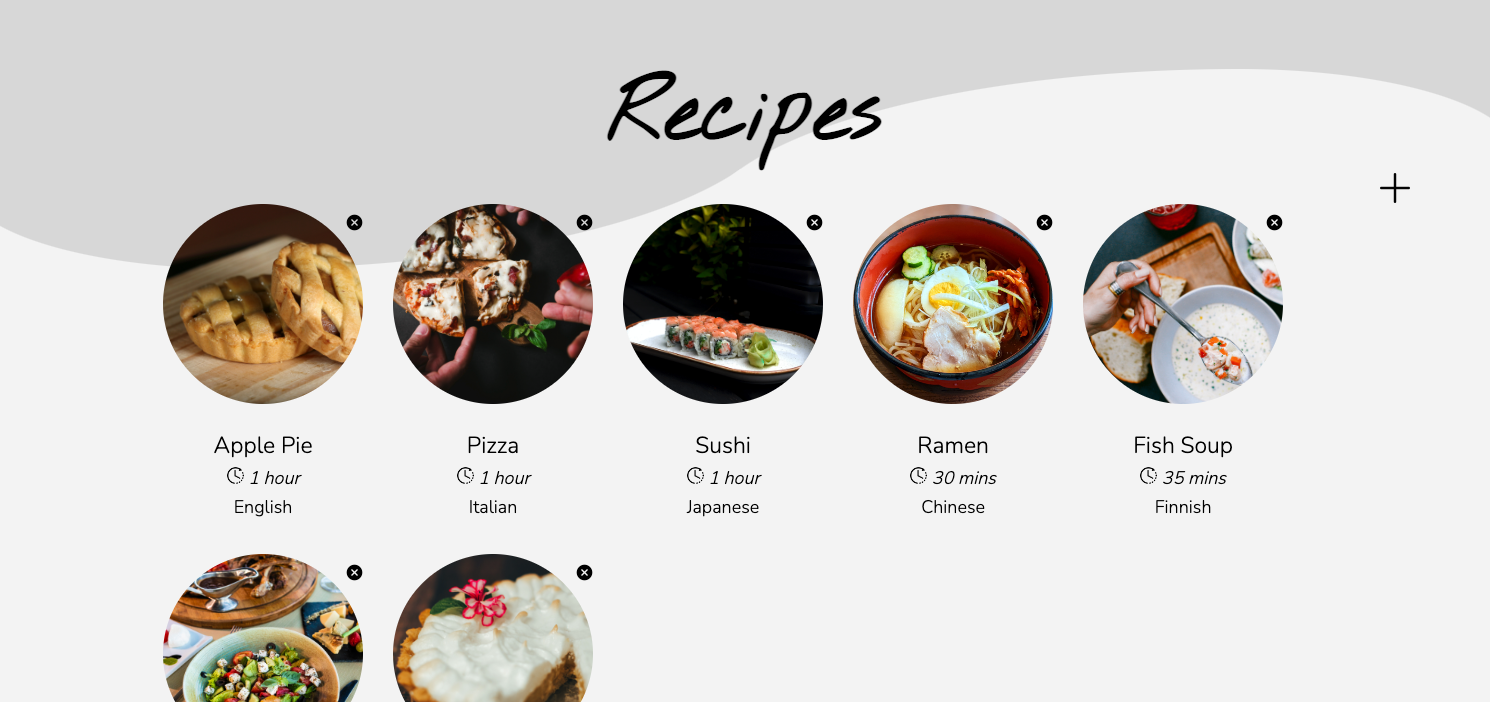 Recipes
Apple Pie
1 hour
English
Pizza
1 hour
Italian
Sushi
1 hour
Japanese
Ramen
30 mins
Chinese
Fish Soup
35 mins
Finnish